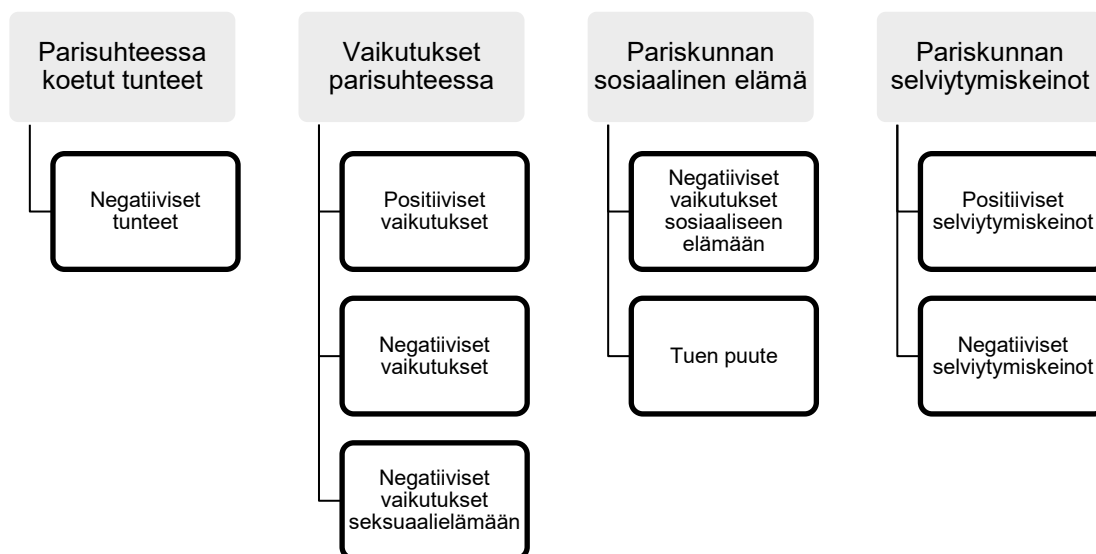 Parisuhteessa
koetut tunteet
Negatiiviset
tunteet
Vaikutukset
parisuhteessa
Positiiviset
vaikutukset
Negatiiviset
vaikutukset
Negatiiviset
vaikutukset
seksuaalielämään
Pariskunnan
sosiaalinen elämä
Negatiiviset
vaikutukset
sosiaaliseen
elämään
Tuen puute
Pariskunnan
selviytymiskeinot
Positiiviset
selviytymiskeinot
Negatiiviset
selviytymiskeinot